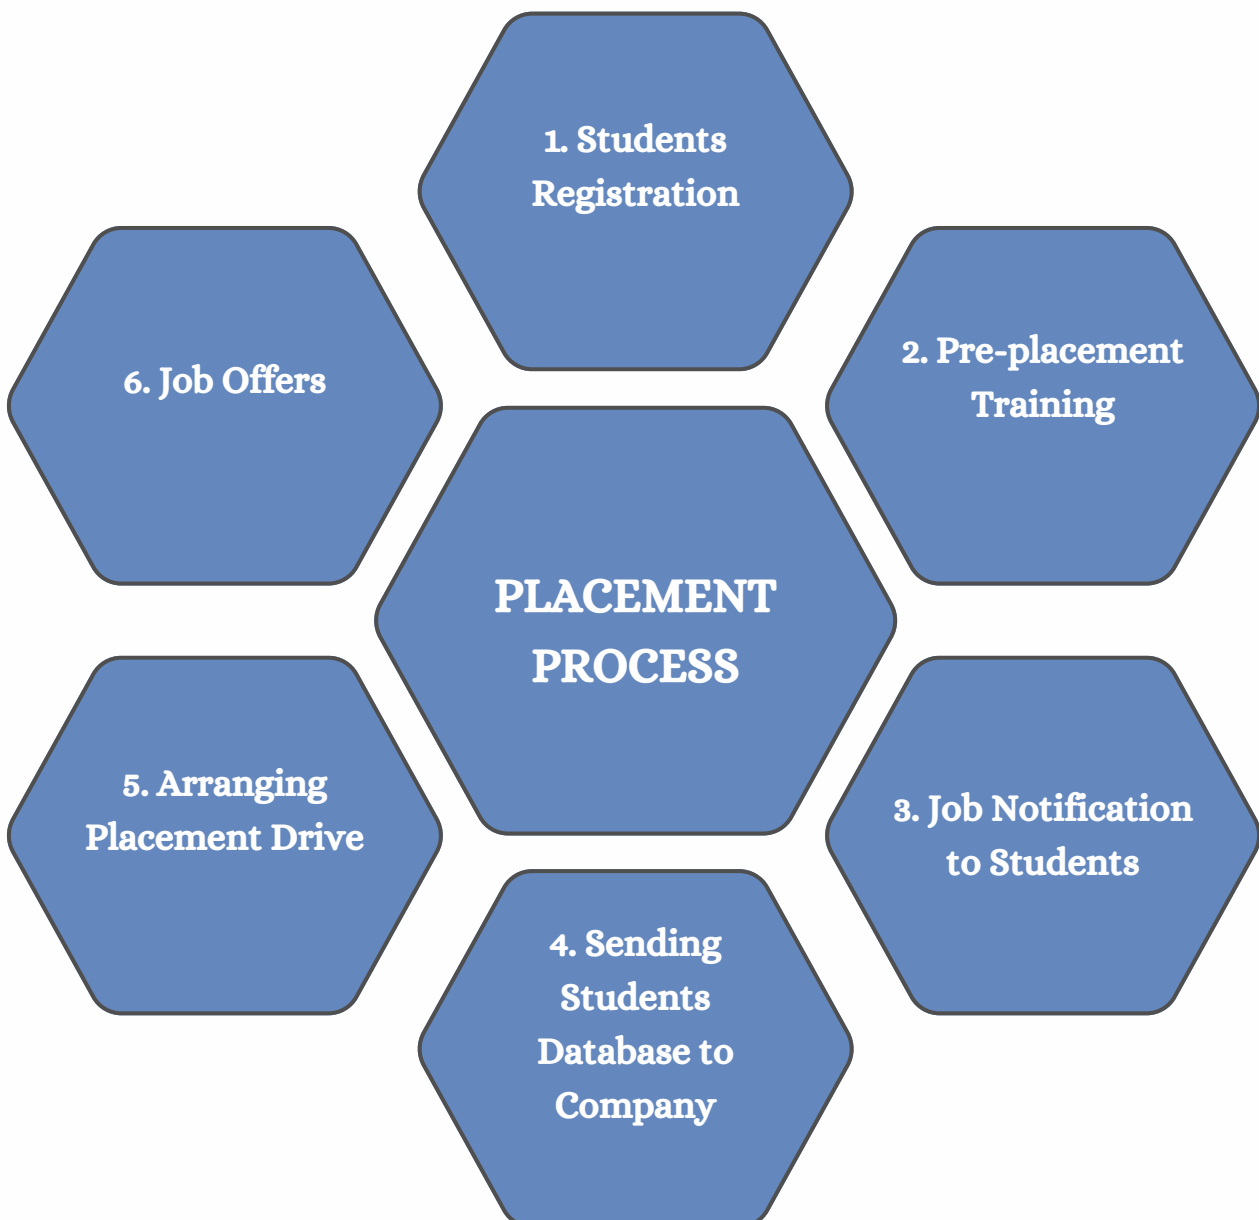 1. Students
Registration
2. Pre-placement
Training
3. Job Notification
to Students
4. Sending
Students
Database to
Company
5. Arranging
Placement Drive
6. Job Offers
PLACEMENT
PROCESS